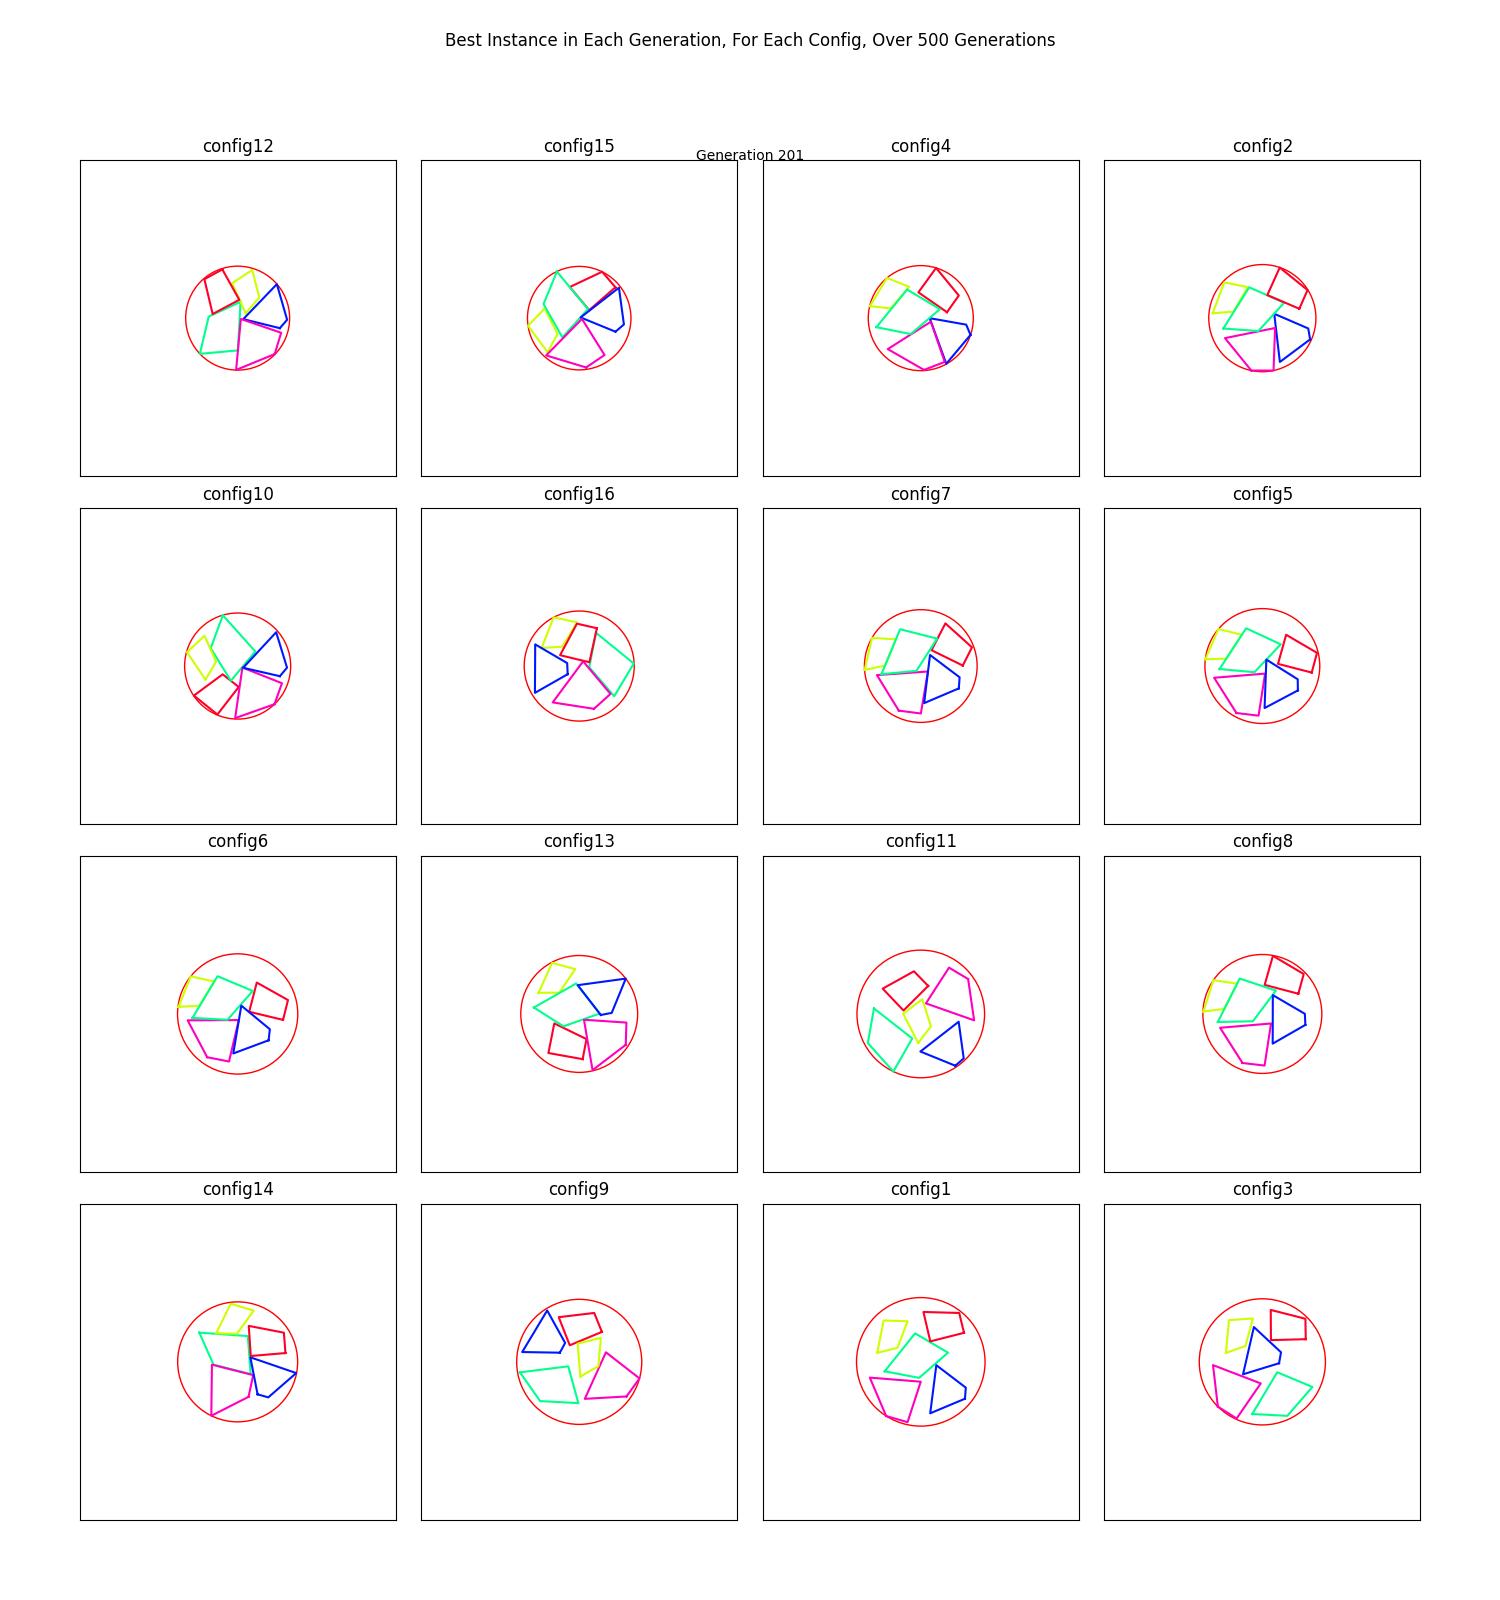 Best Instance in Each Generation, For Each Config, Over 500 Generations
Generation 201
config12
config15
config4
config2
config10
config16
config7
config5
config6
config13
config11
config8
config14
config9
config1
config3